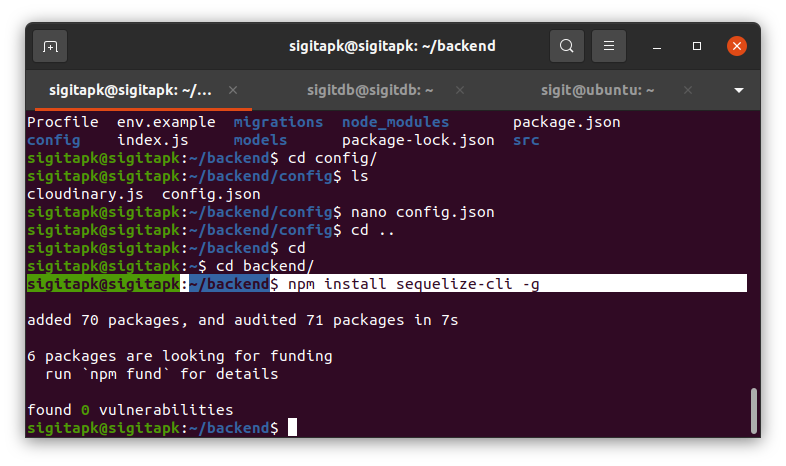 sigitapk@sigitapk: ~/backend
sigitapk@sigitapk: ~/... sigitdb@sigitdb: ~ sigit@ubuntu: ~
Procfile env.example migrations node_modules package.json
config index.js models package-lock.json src
sigitapk@sigitapk:~/backend$ cd config/
sigitapk@sigitapk:~/backend/config$ ls
cloudinary.js config.json
sigitapk@sigitapk:~/backend/config$ nano config.json
sigitapk@sigitapk:~/backend/config$ cd ..
sigitapk@sigitapk:~/backend$ cd
sigitapk@sigitapk:~$ cd backend/
sigitapk@sigitapk:~/backend$ npm install sequelize-cli -g
added 70 packages, and audited 71 packages in 7s
6 packages are looking for funding
run `npm fund` for details
found 0 vulnerabilities
sigitapk@sigitapk:~/backend$